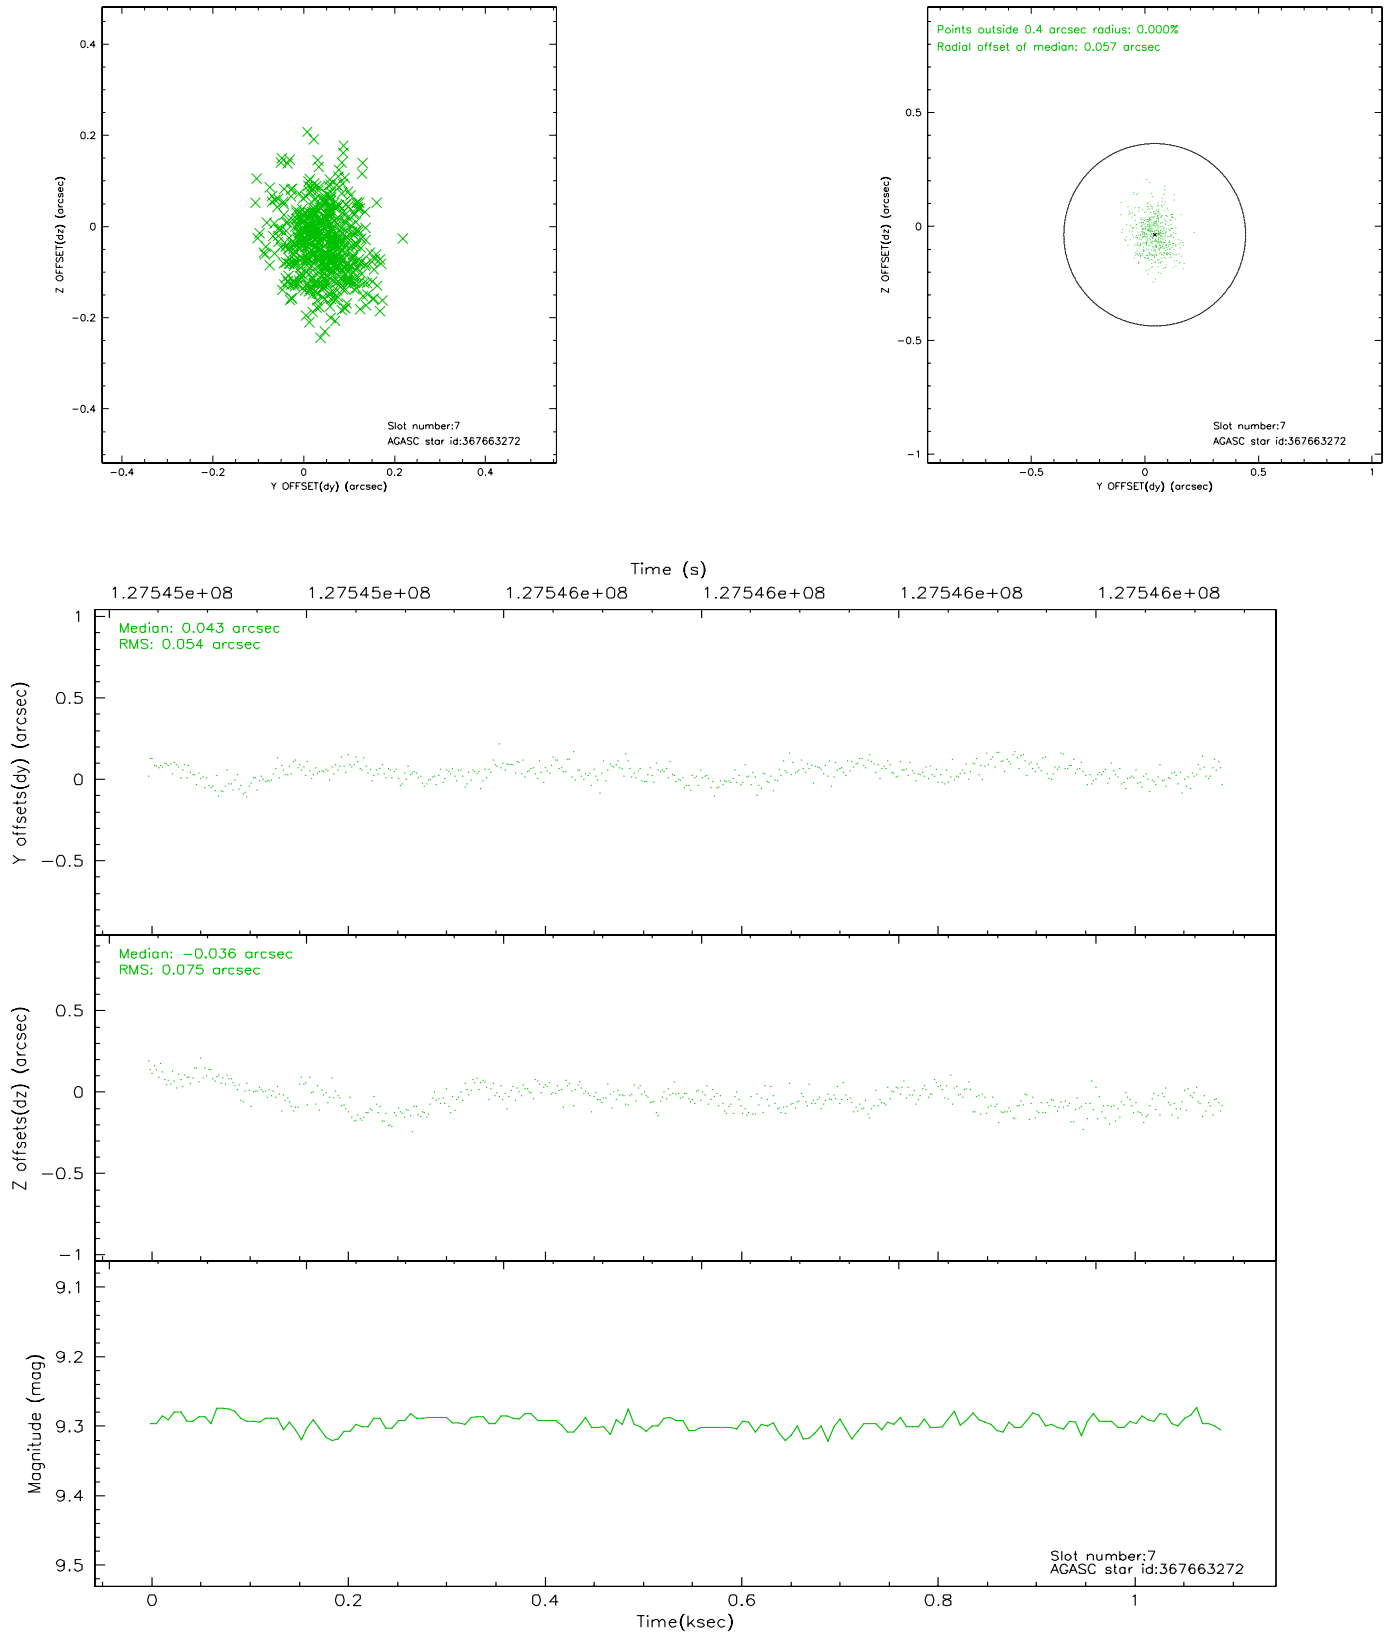 0.4
0.2
0
−0.2
−0.4
Z OFFSET(dz) (arcsec)
Slot number:7
AGASC star id:367663272
−0.4 −0.2 0 0.2 0.4
Y OFFSET(dy) (arcsec)
Points outside 0.4 arcsec radius: 0.000%
Radial offset of median: 0.057 arcsec
0.5
0
−0.5
−1
Z OFFSET(dz) (arcsec)
Slot number:7
AGASC star id:367663272
−0.5 0 0.5 1
Y OFFSET(dy) (arcsec)
Time (s)
1.27545e+08 1.27545e+08 1.27546e+08 1.27546e+08 1.27546e+08 1.27546e+08
Median: 0.043 arcsec
RMS: 0.054 arcsec
1
0.5
0
−0.5
Y offsets(dy) (arcsec)
Median: −0.036 arcsec
RMS: 0.075 arcsec
0.5
0
−0.5
−1
Z offsets(dz) (arcsec)
9.1
9.2
9.3
9.4
9.5
Magnitude (mag)
Slot number:7
AGASC star id:367663272
0 0.2 0.4 0.6 0.8 1
Time(ksec)